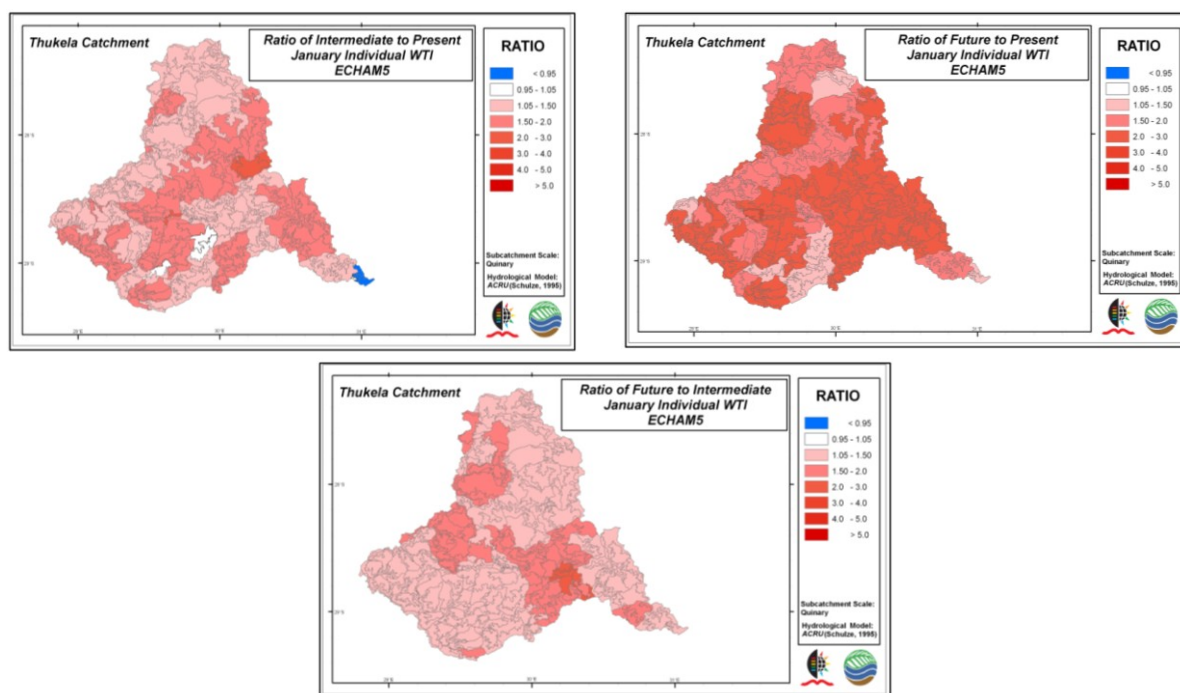 Thukela Catchment
Ratio of Intermediate to Present
January Individual WTI
ECHAM5
RATIO
< 0.95
0.95 - 1.05
1.05 - 1.50
1.50 - 2.0
2.0 - 3.0
3.0 - 4.0
4.0 - 5.0
> 5.0
Subcatchment Scale:
Quinary
Hydrological Model:
ACRU (Schulze, 1995)
Thukela Catchment
Ratio of Future to Present
January Individual WTI
ECHAM5
RATIO
< 0.95
0.95 - 1.05
1.05 - 1.50
1.50 - 2.0
2.0 - 3.0
3.0 - 4.0
4.0 - 5.0
> 5.0
Subcatchment Scale:
Quinary
Hydrological Model:
ACRU (Schulze, 1995)
Thukela Catchment
Ratio of Future to Intermediate
January Individual WTI
ECHAM5
RATIO
< 0.95
0.95 - 1.05
1.05 - 1.50
1.50 - 2.0
2.0 - 3.0
3.0 - 4.0
4.0 - 5.0
> 5.0
Subcatchment Scale:
Quinary
Hydrological Model:
ACRU (Schulze, 1995)